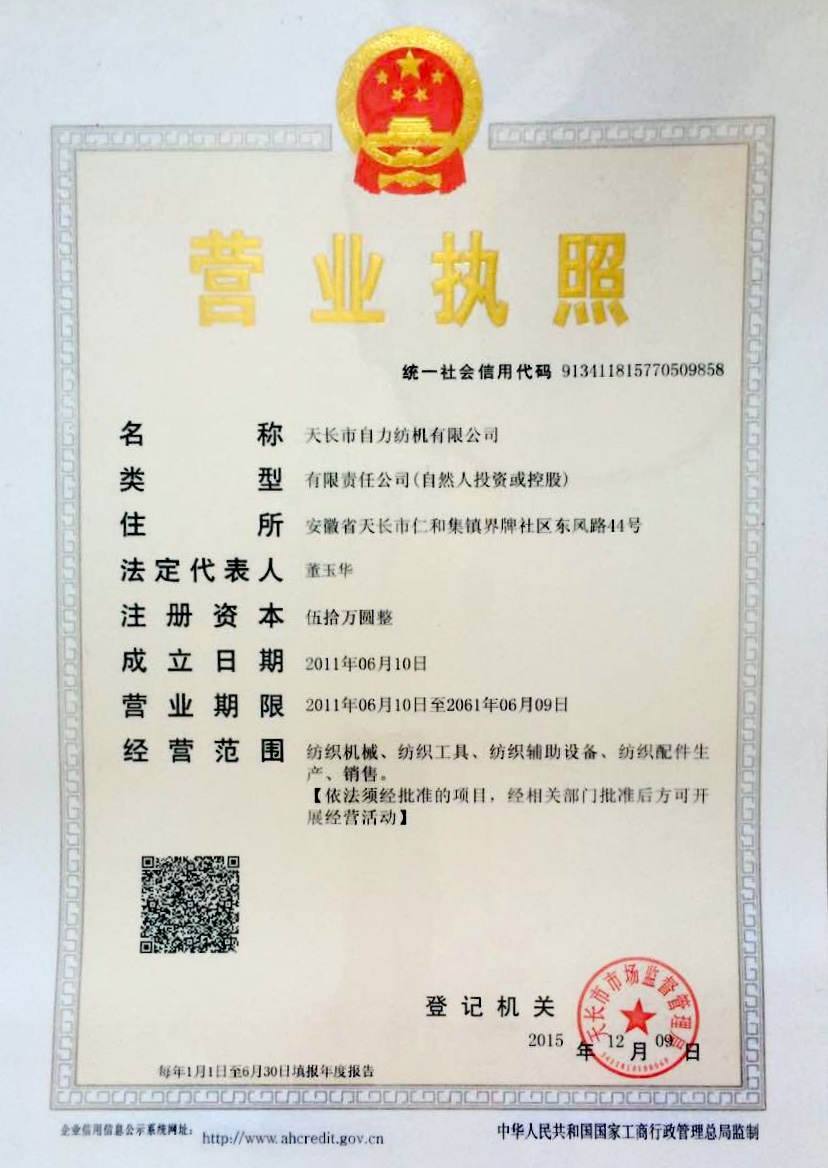 营业执照
统一社会信用代码 913411815770509858
名称 天长市自力纺机有限公司
类型 有限责任公司(自然人投资或控股)
住所 安徽省天长市仁和集镇界牌社区东风路44号
法定代表人 董玉华
注册资本 伍拾万圆整
成立日期 2011年06月10日
营业期限 2011年06月10日至2061年06月09日
经营范围 纺织机械、纺织工具、纺织辅助设备、纺织配件生
产、销售。
【依法须经批准的项目，经相关部门批准后方可开
展经营活动】
登记机关
天长市市场监督管理局
2015年12月09日
每年1月1日至6月30日填报年度报告
企业信用信息公示系统网址： http://www.ahcredit.gov.cn
中华人民共和国国家工商行政管理总局监制